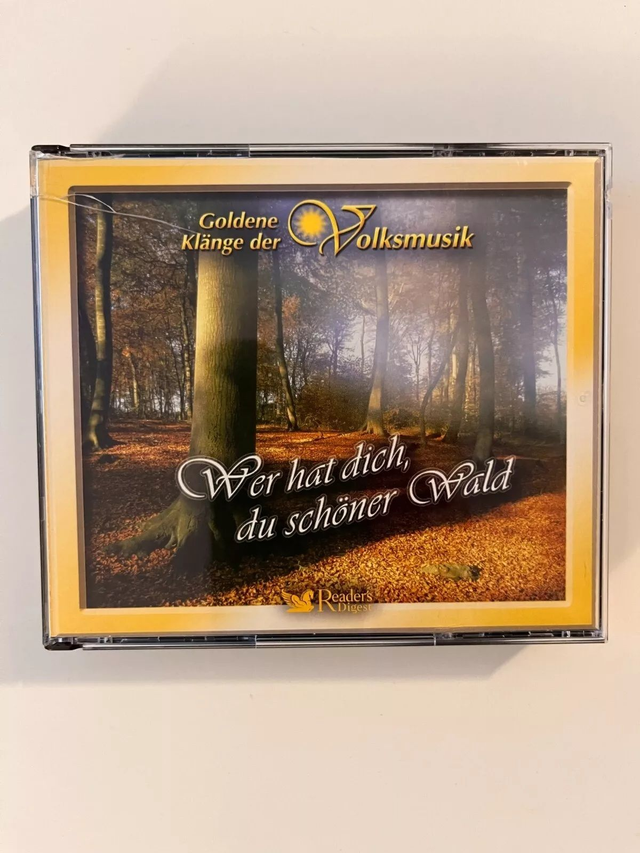 Goldene
Klänge der Volksmusik
Wer hat dich,
du schöner Wald
Reader's
Digest